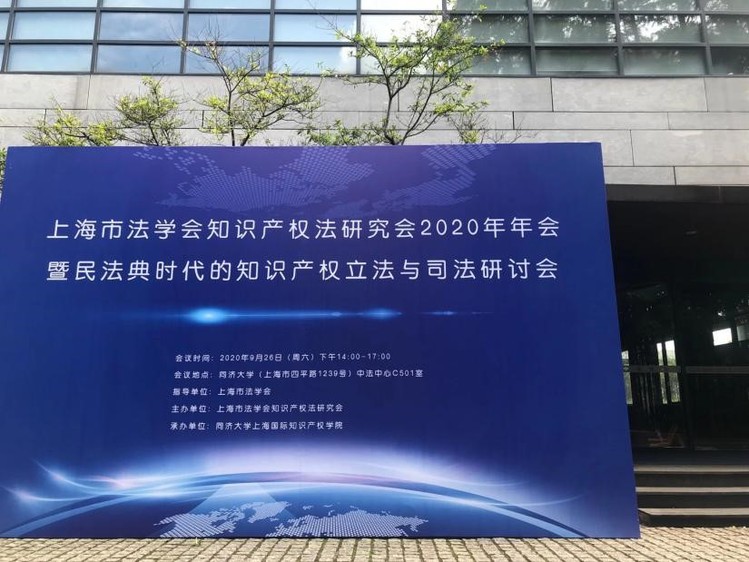 上海市法学会知识产权法研究会2020年年会
暨民法典时代的知识产权立法与司法研讨会
会议时间：2020年9月26日（周六）下午14:00-17:00
会议地点：同济大学（上海市四平路1239号）中法中心C501室
指导单位：上海市法学会
主办单位：上海市法学会知识产权法研究会
承办单位：同济大学上海国际知识产权学院